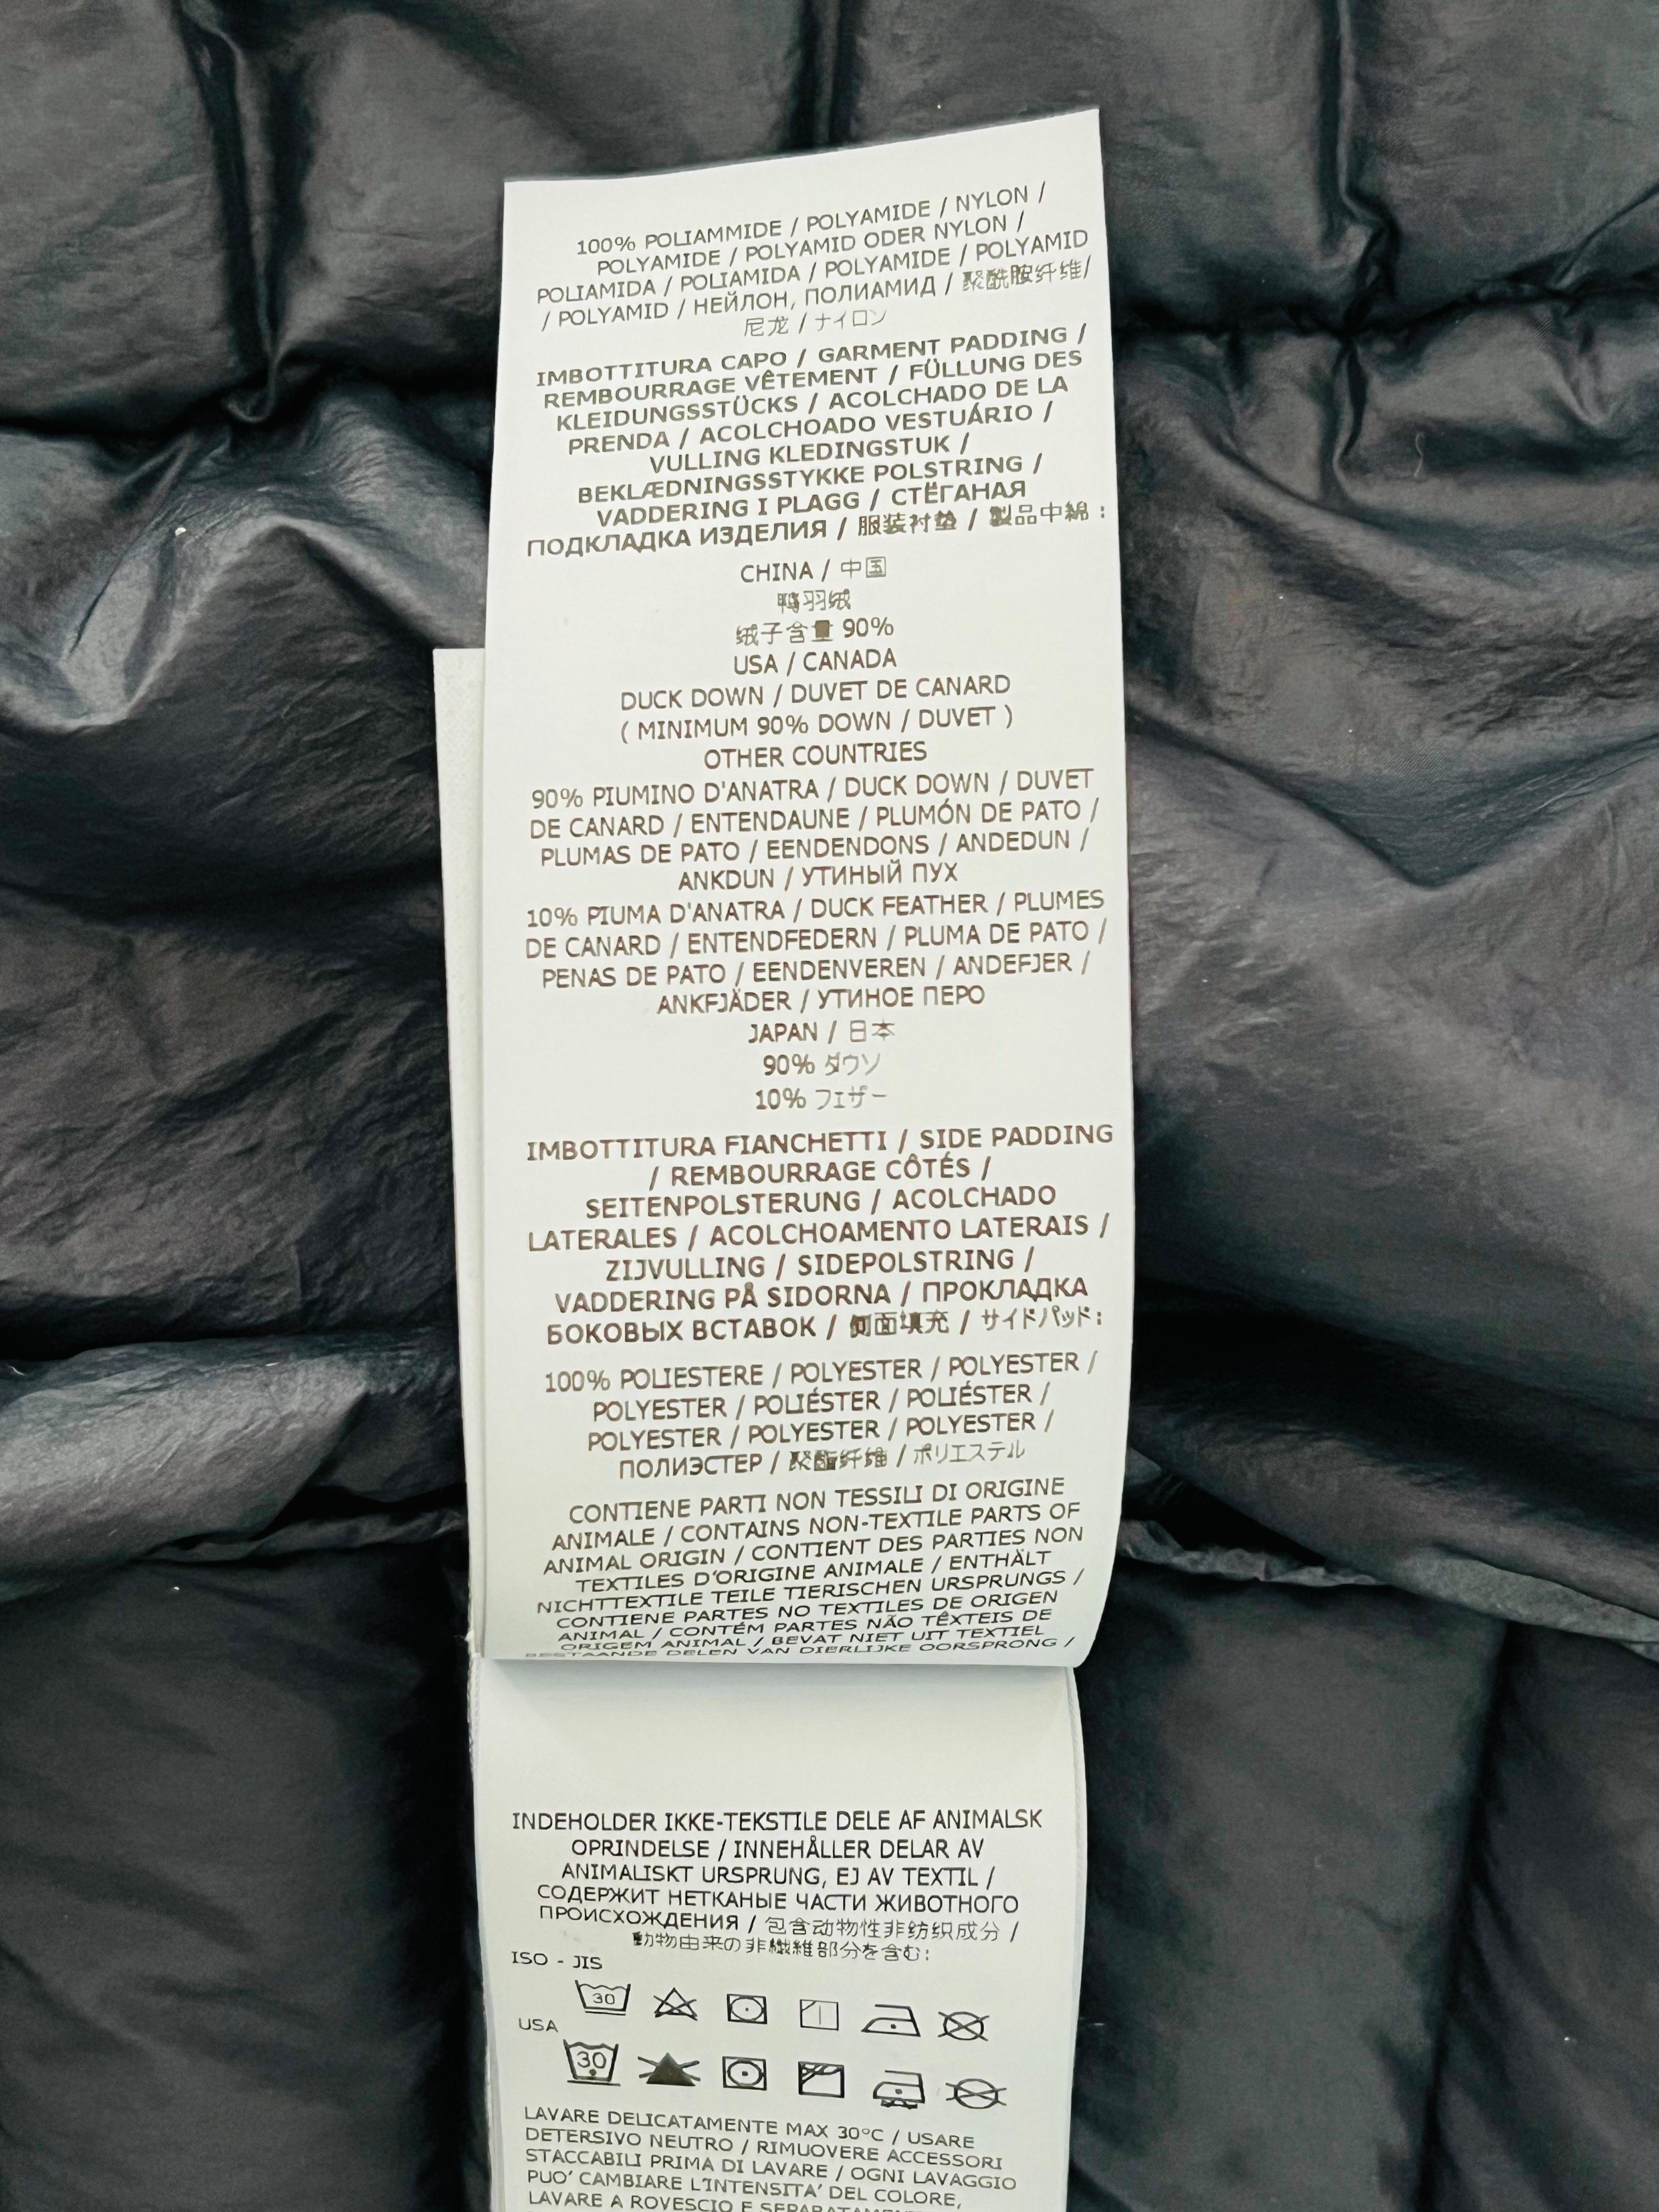 100% POLIAMMIDE / POLYAMIDE / NYLON /
POLYAMIDE / POLYAMID ODER NYLON /
POLIAMIDA / POLIAMIDA / POLYAMIDE / POLYAMID
/ POLYAMID / НЕЙЛОН, ПОЛИАМИД / 聚酰胺纤维/
尼龙 / ナイロン
IMBOTTITURA CAPO / GARMENT PADDING /
REMBOURRAGE VÊTEMENT / FÜLLUNG DES
KLEIDUNGSSTÜCKS / ACOLCHADO DE LA
PRENDA / ACOLCHOADO VESTUÁRIO /
VULLING KLEDINGSTUK /
BEKLÆDNINGSSTYKKE POLSTRING /
VADDERING I PLAGG / СТЁГАНАЯ
ПОДКЛАДКА ИЗДЕЛИЯ / 服装衬垫 / 製品中綿 :
CHINA / 中国
鸭羽绒
绒子含量 90%
USA / CANADA
DUCK DOWN / DUVET DE CANARD
( MINIMUM 90% DOWN / DUVET )
OTHER COUNTRIES
90% PIUMINO D'ANATRA / DUCK DOWN / DUVET
DE CANARD / ENTENDAUNE / PLUMÓN DE PATO /
PLUMAS DE PATO / EENDENDONS / ANDEDUN /
ANKDUN / УТИНЫЙ ПУХ
10% PIUMA D'ANATRA / DUCK FEATHER / PLUMES
DE CANARD / ENTENDFEDERN / PLUMA DE PATO /
PENAS DE PATO / EENDENVEREN / ANDEFJER /
ANKFJÄDER / УТИНОЕ ПЕРО
JAPAN / 日本
90% ダウン
10% フェザー
IMBOTTITURA FIANCHETTI / SIDE PADDING
/ REMBOURRAGE CÔTÉS /
SEITENPOLSTERUNG / ACOLCHADO
LATERALES / ACOLCHOAMENTO LATERAIS /
ZIJVULLING / SIDEPOLSTRING /
VADDERING PÅ SIDORNA / ПРОКЛАДКА
БОКОВЫХ ВСТАВОК / 侧面填充 / サイドパッド:
100% POLIESTERE / POLYESTER / POLYESTER /
POLYESTER / POLIÉSTER / POLIÉSTER /
POLYESTER / POLYESTER / POLYESTER /
ПОЛИЭСТЕР / 聚酯纤维 / ポリエステル
CONTIENE PARTI NON TESSILI DI ORIGINE
ANIMALE / CONTAINS NON-TEXTILE PARTS OF
ANIMAL ORIGIN / CONTIENT DES PARTIES NON
TEXTILES D'ORIGINE ANIMALE / ENTHÄLT
NICHTTEXTILE TEILE TIERISCHEN URSPRUNGS /
CONTIENE PARTES NO TEXTILES DE ORIGEN
ANIMAL / CONTÉM PARTES NÃO TÊXTEIS DE
ORIGEM ANIMAL / BEVAT NIET UIT TEXTIEL
BESTAANDE DELEN VAN DIERLIJKE OORSPRONG /
INDEHOLDER IKKE-TEKSTILE DELE AF ANIMALSK
OPRINDELSE / INNEHÅLLER DELAR AV
ANIMALISKT URSPRUNG, EJ AV TEXTIL /
СОДЕРЖИТ НЕТКАНЫЕ ЧАСТИ ЖИВОТНОГО
ПРОИСХОЖДЕНИЯ / 包含动物性非纺织成分 /
動物由来の非繊維部分を含む:
ISO - JIS
30
USA
30
LAVARE DELICATAMENTE MAX 30°C / USARE
DETERSIVO NEUTRO / RIMUOVERE ACCESSORI
STACCABILI PRIMA DI LAVARE / OGNI LAVAGGIO
PUO' CAMBIARE L'INTENSITA' DEL COLORE,
LAVARE A ROVESCIO E